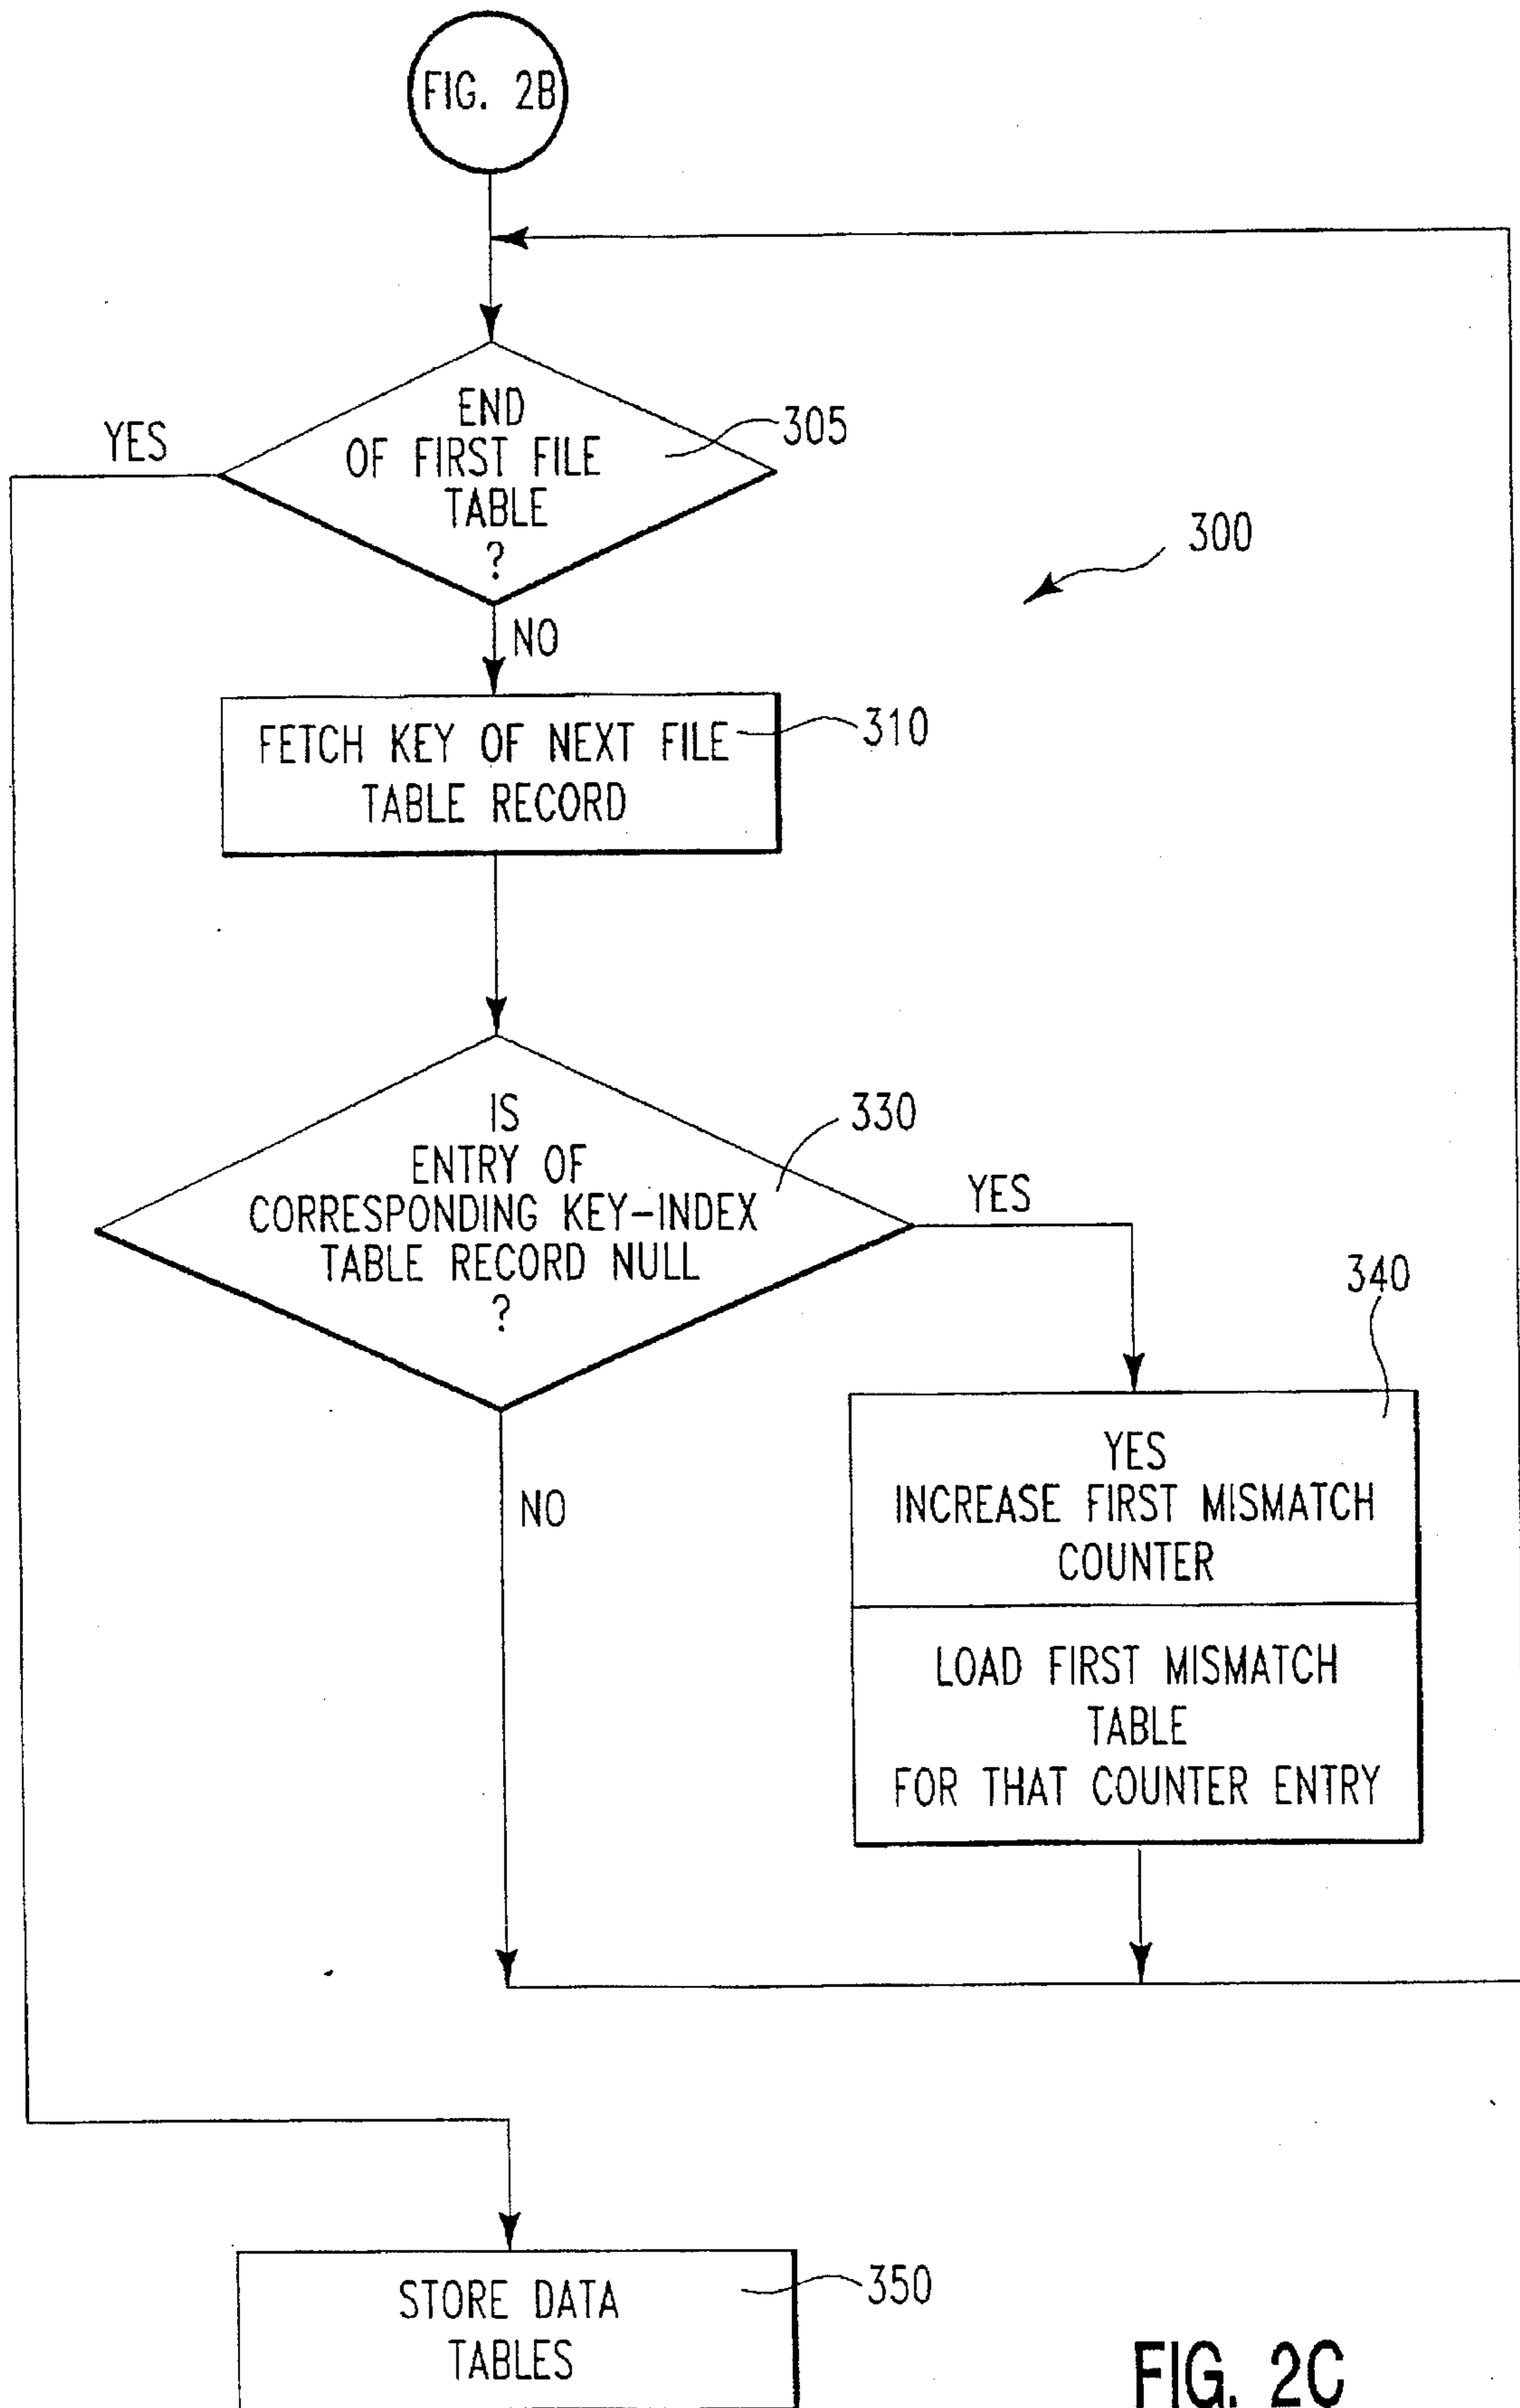 FIG. 2B
END
OF FIRST FILE
TABLE
?
305
YES
300
NO
FETCH KEY OF NEXT FILE
TABLE RECORD
310
IS
ENTRY OF
CORRESPONDING KEY-INDEX
TABLE RECORD NULL
?
330
YES
340
YES
INCREASE FIRST MISMATCH
COUNTER
NO
LOAD FIRST MISMATCH
TABLE
FOR THAT COUNTER ENTRY
STORE DATA
TABLES
350
FIG. 2C